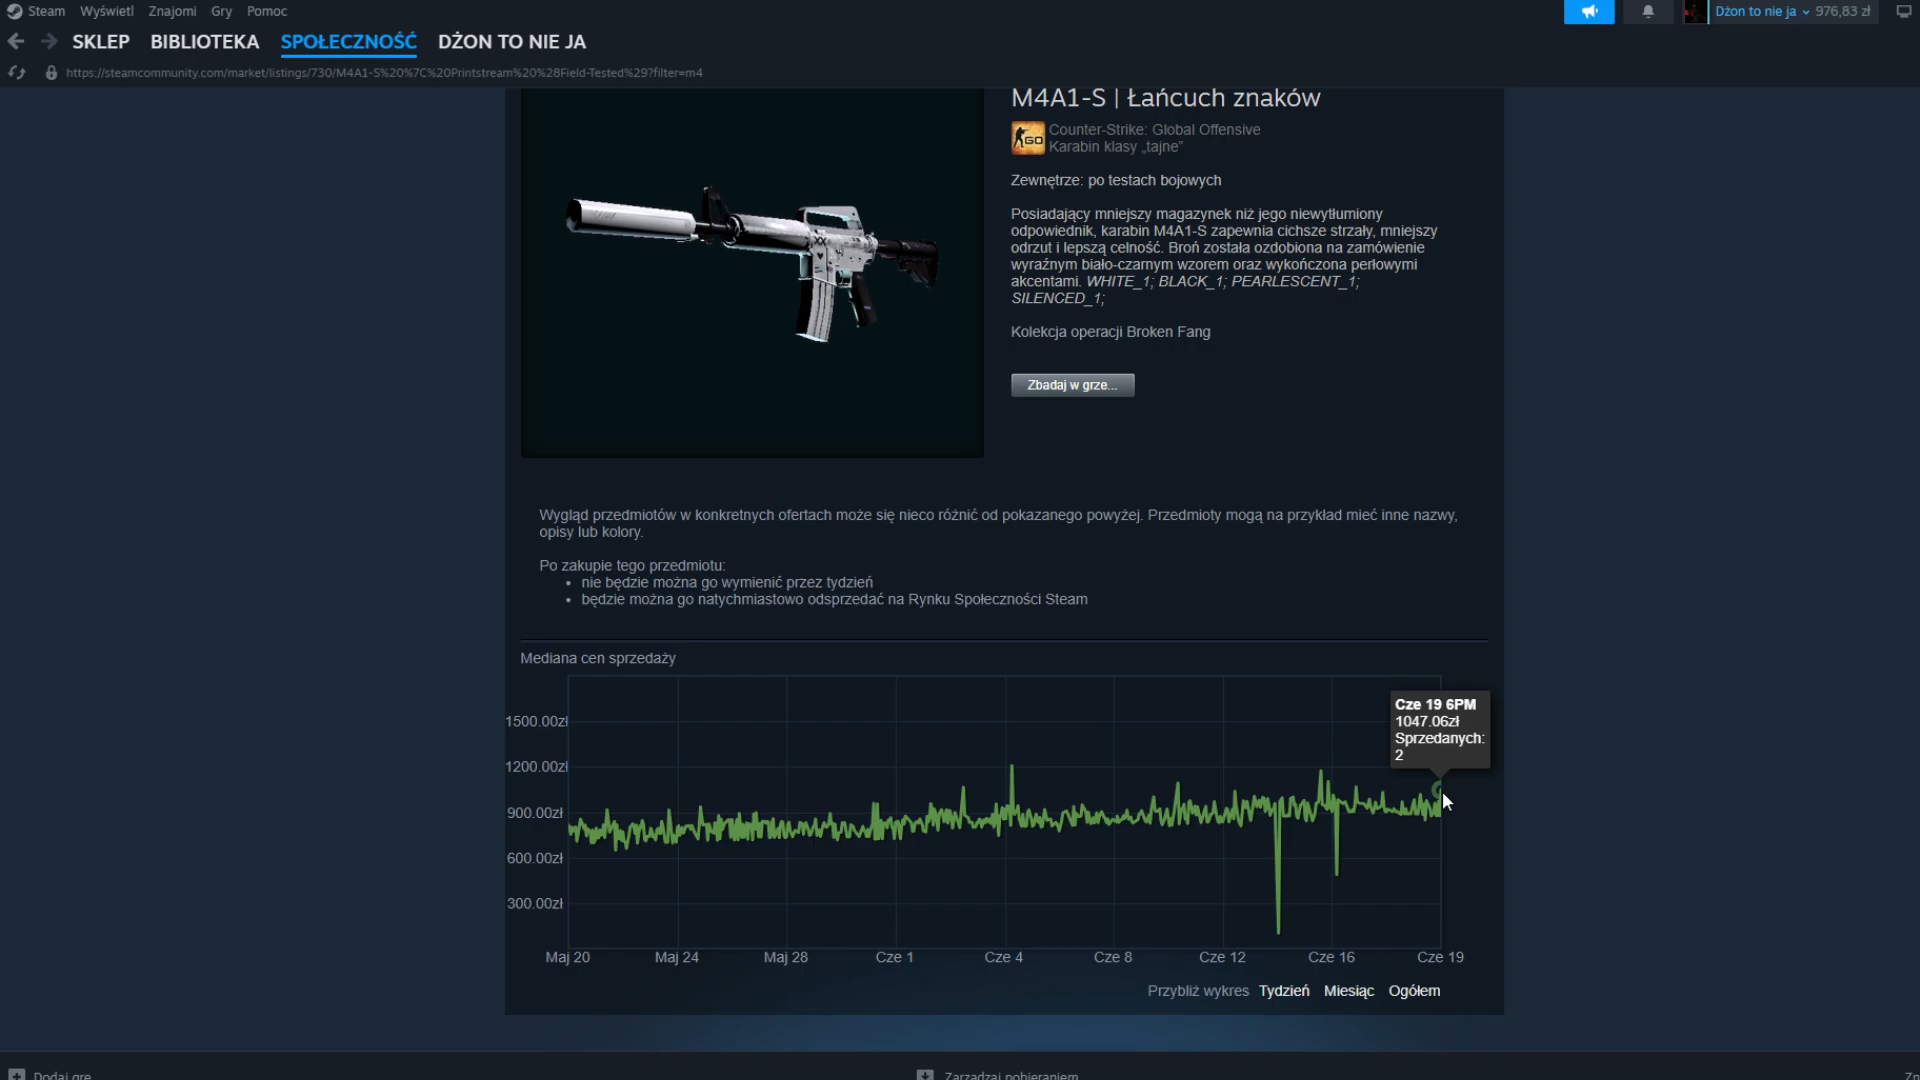 Steam Wyświetl Znajomi Gry Pomoc
Dżon to nie ja 976,83 zł
SKLEP BIBLIOTEKA SPOŁECZNOŚĆ DŻON TO NIE JA
https://steamcommunity.com/market/listings/730/M4A1-S%20%7C%20Printstream%20%28Field-Tested%29?filter=m4
M4A1-S | Łańcuch znaków
GO
Counter-Strike: Global Offensive
Karabin klasy „tajne”
Zewnętrze: po testach bojowych
Posiadający mniejszy magazynek niż jego niewytłumiony
odpowiednik, karabin M4A1-S zapewnia cichsze strzały, mniejszy
odrzut i lepszą celność. Broń została ozdobiona na zamówienie
wyraźnym biało-czarnym wzorem oraz wykończona perłowymi
akcentami. WHITE_1; BLACK_1; PEARLESCENT_1;
SILENCED_1;
Kolekcja operacji Broken Fang
Zbadaj w grze...
Wygląd przedmiotów w konkretnych ofertach może się nieco różnić od pokazanego powyżej. Przedmioty mogą na przykład mieć inne nazwy,
opisy lub kolory.
Po zakupie tego przedmiotu:
• nie będzie można go wymienić przez tydzień
• będzie można go natychmiastowo odsprzedać na Rynku Społeczności Steam
Mediana cen sprzedaży
Cze 19 6PM
1047.06zł
Sprzedanych:
2
1500.00zł
1200.00zł
900.00zł
600.00zł
300.00zł
Maj 20 Maj 24 Maj 28 Cze 1 Cze 4 Cze 8 Cze 12 Cze 16 Cze 19
Przybliż wykres Tydzień Miesiąc Ogółem
Dodaj grę
Zarządzaj pobieraniem